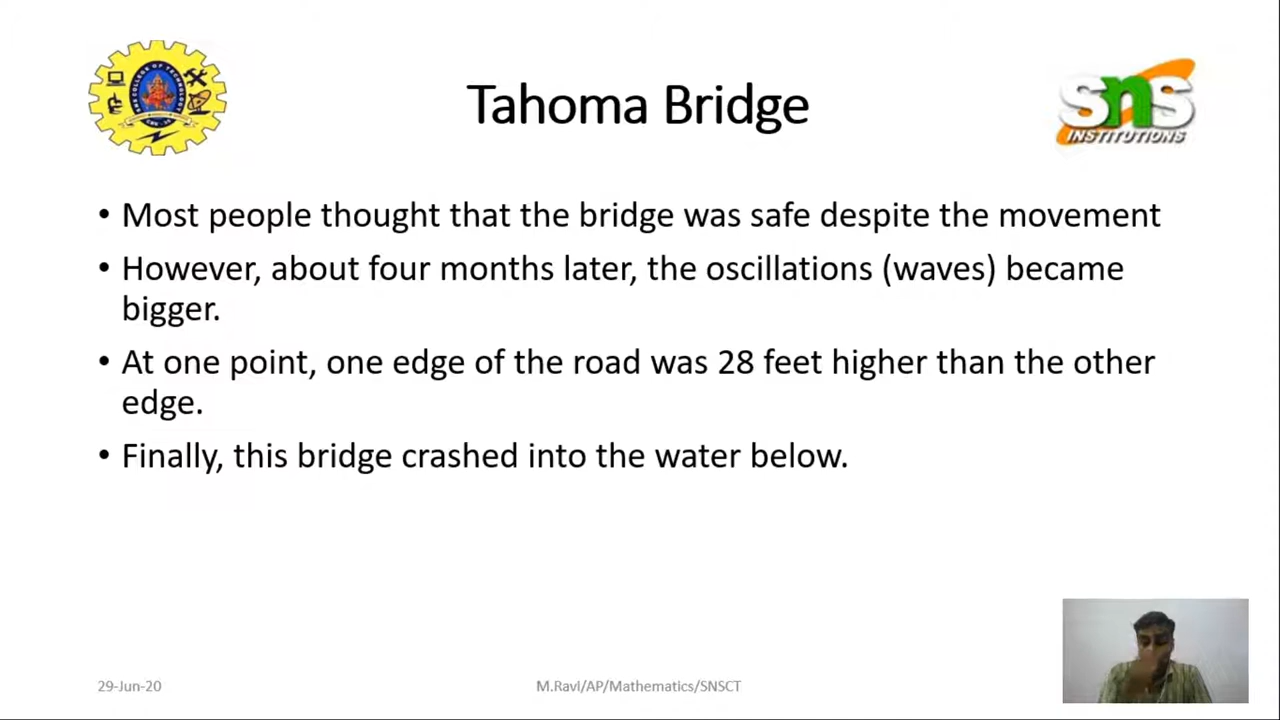 Tahoma Bridge
SNS
INSTITUTIONS
• Most people thought that the bridge was safe despite the movement
• However, about four months later, the oscillations (waves) became
bigger.
• At one point, one edge of the road was 28 feet higher than the other
edge.
• Finally, this bridge crashed into the water below.
29-Jun-20
M.Ravi/AP/Mathematics/SNSCT